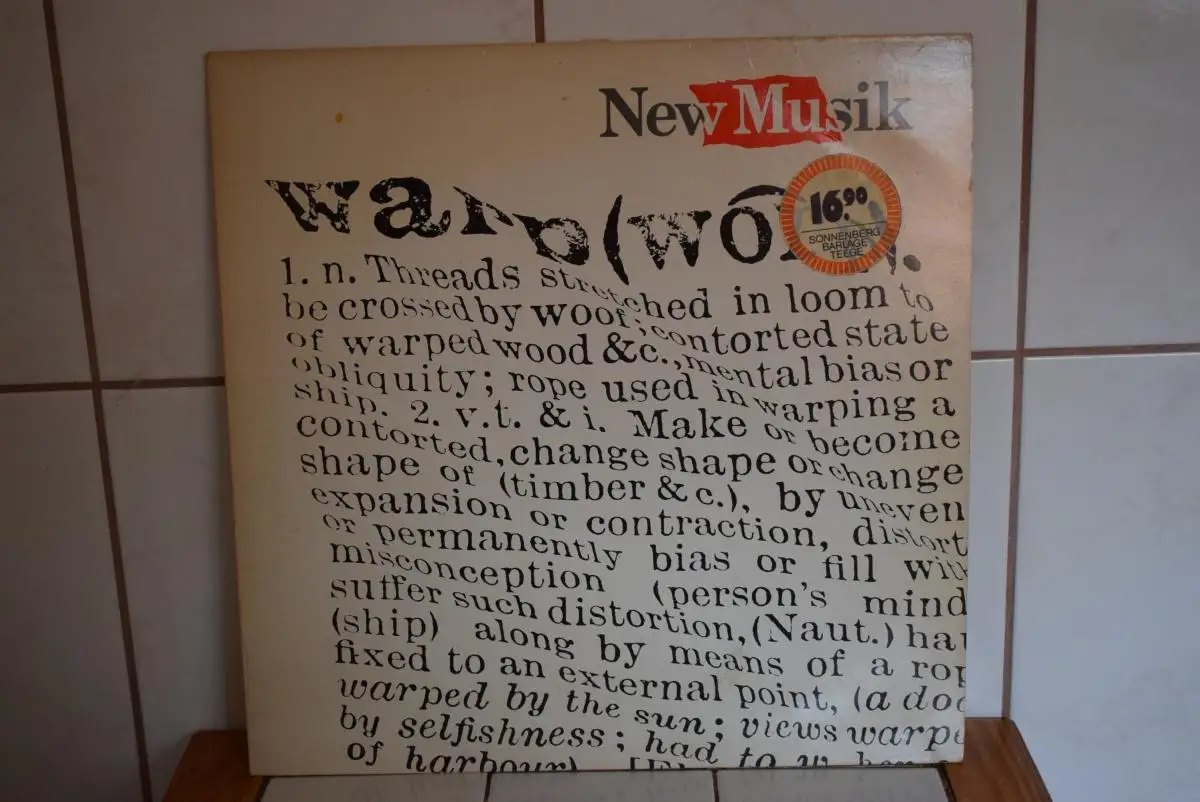 New Musik
warp (wo
16.90
SONNENBERG
BARLAGE
TEEGE
1. n. Threads stretched in loom to
be crossed by woof; contorted state
of warped wood &c., mental bias or
obliquity; rope used in warping a
ship. 2. v.t. & i. Make or become
contorted, change shape or change
shape of (timber & c.), by uneven
expansion or contraction, distort
or permanently bias or fill with
misconception (person's mind
suffer such distortion, (Naut.) hau
(ship) along by means of a rop
fixed to an external point, (a doo
warped by the sun; views warpe
by selfishness; had to
of harbour)